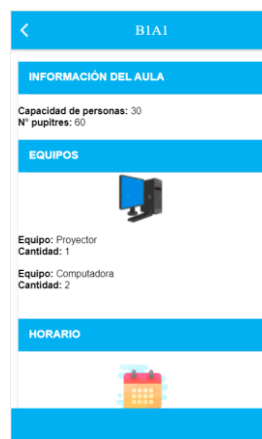 B1A1
INFORMACIÓN DEL AULA
Capacidad de personas: 30
N° pupitres: 60
EQUIPOS
Equipo: Proyector
Cantidad: 1
Equipo: Computadora
Cantidad: 2
HORARIO